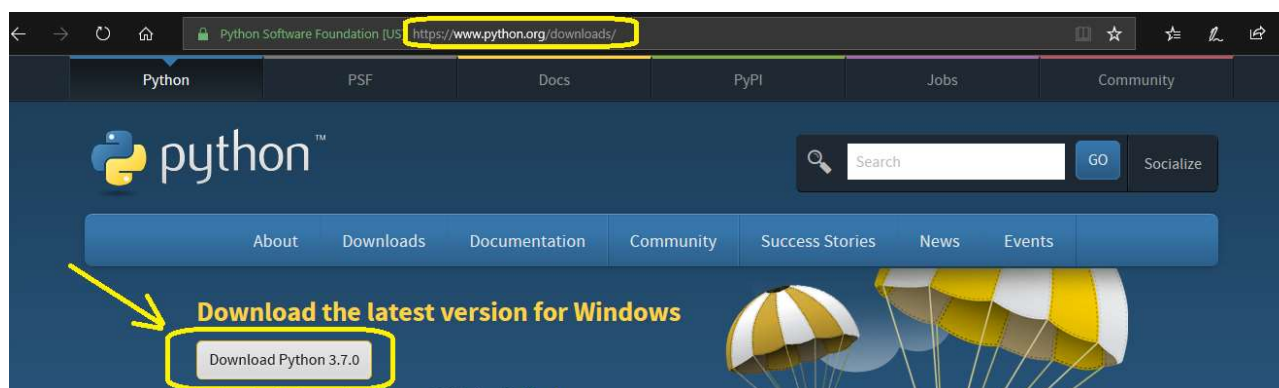 Python Software Foundation [US] https://www.python.org/downloads/
Python PSF Docs PyPI Jobs Community
python™
Search GO Socialize
About Downloads Documentation Community Success Stories News Events
Download the latest version for Windows
Download Python 3.7.0